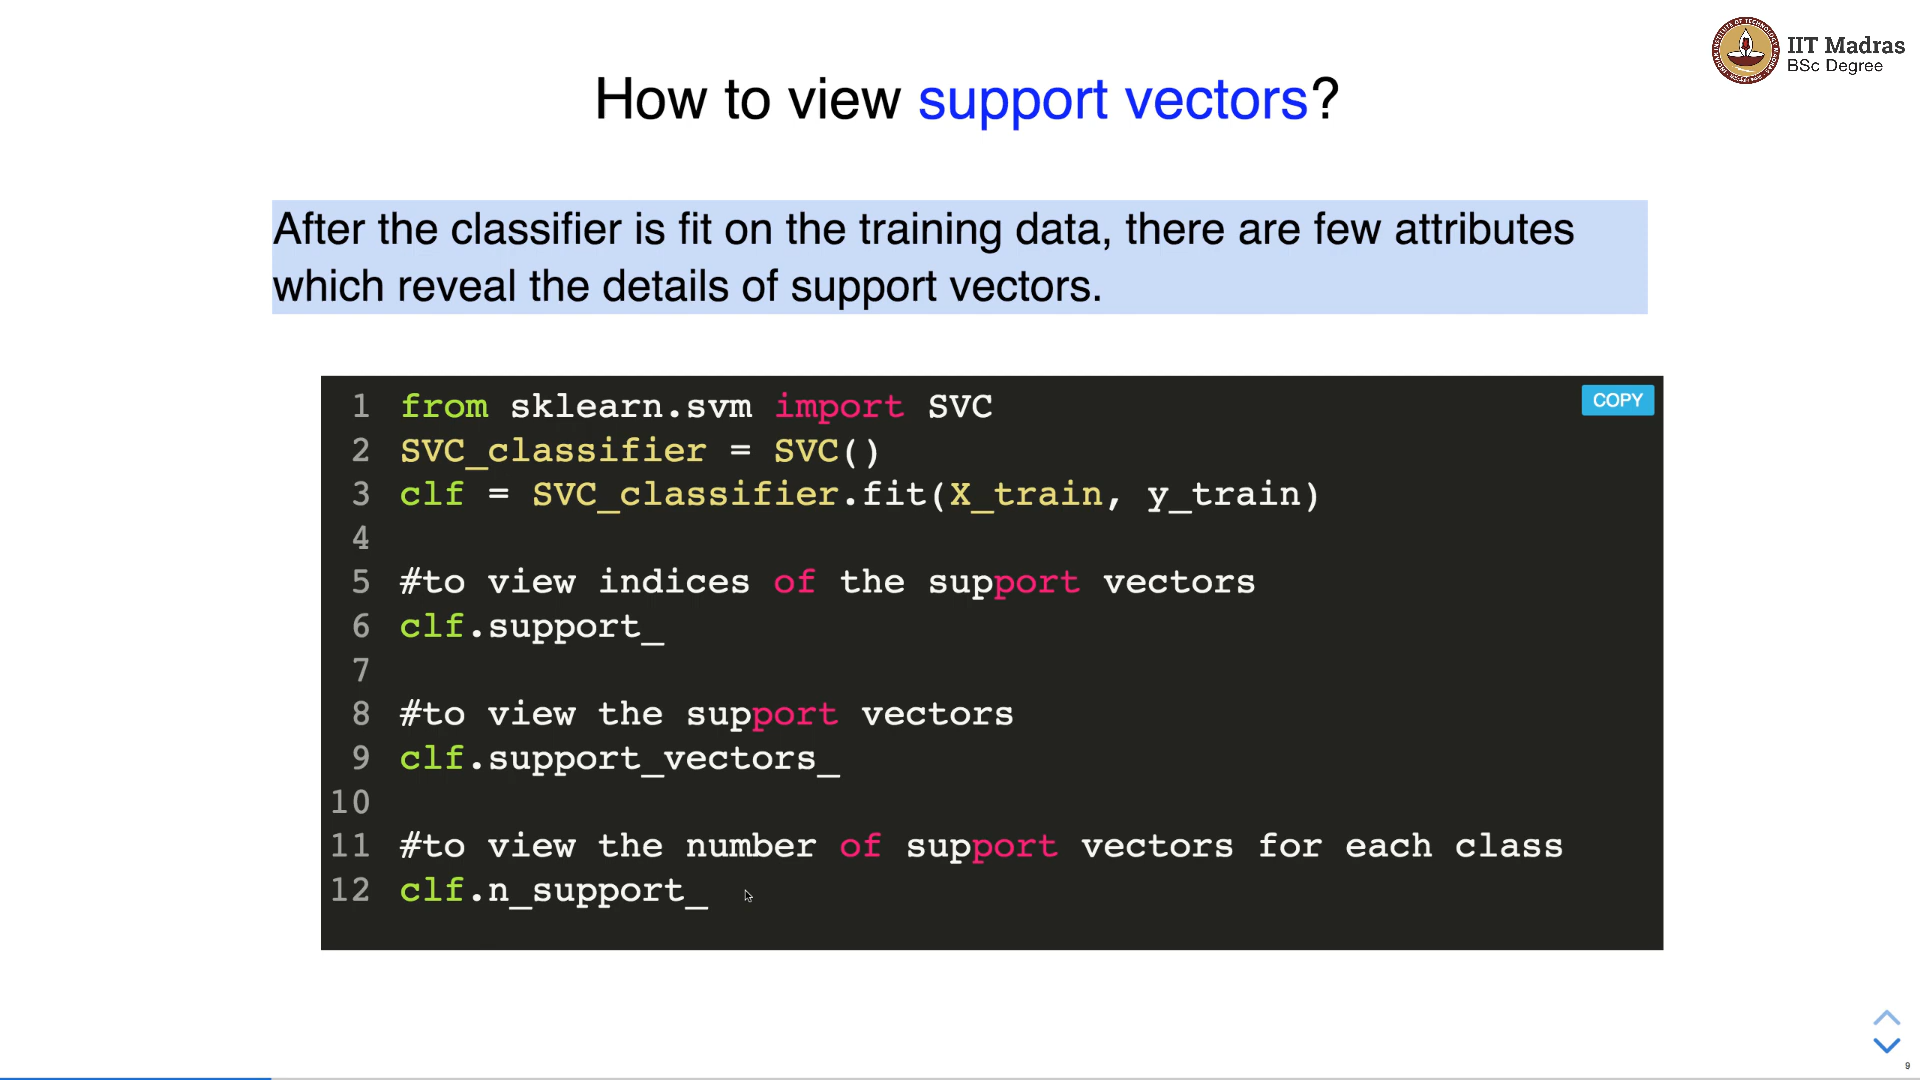 IIT Madras
BSc Degree
How to view support vectors?
After the classifier is fit on the training data, there are few attributes
which reveal the details of support vectors.
COPY
1 from sklearn.svm import SVC
2 SVC_classifier = SVC()
3 clf = SVC_classifier.fit(X_train, y_train)
4
5 #to view indices of the support vectors
6 clf.support_
7
8 #to view the support vectors
9 clf.support_vectors_
10
11 #to view the number of support vectors for each class
12 clf.n_support_
9